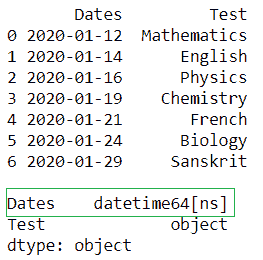 Dates Test
0 2020-01-12 Mathematics
1 2020-01-14 English
2 2020-01-16 Physics
3 2020-01-19 Chemistry
4 2020-01-21 French
5 2020-01-24 Biology
6 2020-01-29 Sanskrit
Dates datetime64[ns]
Test object
dtype: object